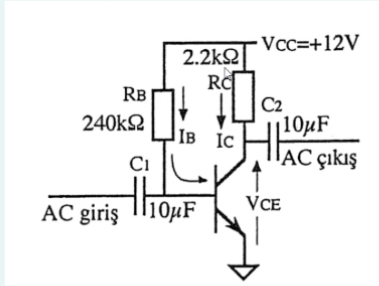 VCC=+12V
2.2kΩ
RC
RB
240kΩ
IB
IC
C2
10μF
AC çıkış
C1
AC giriş
10μF
VCE